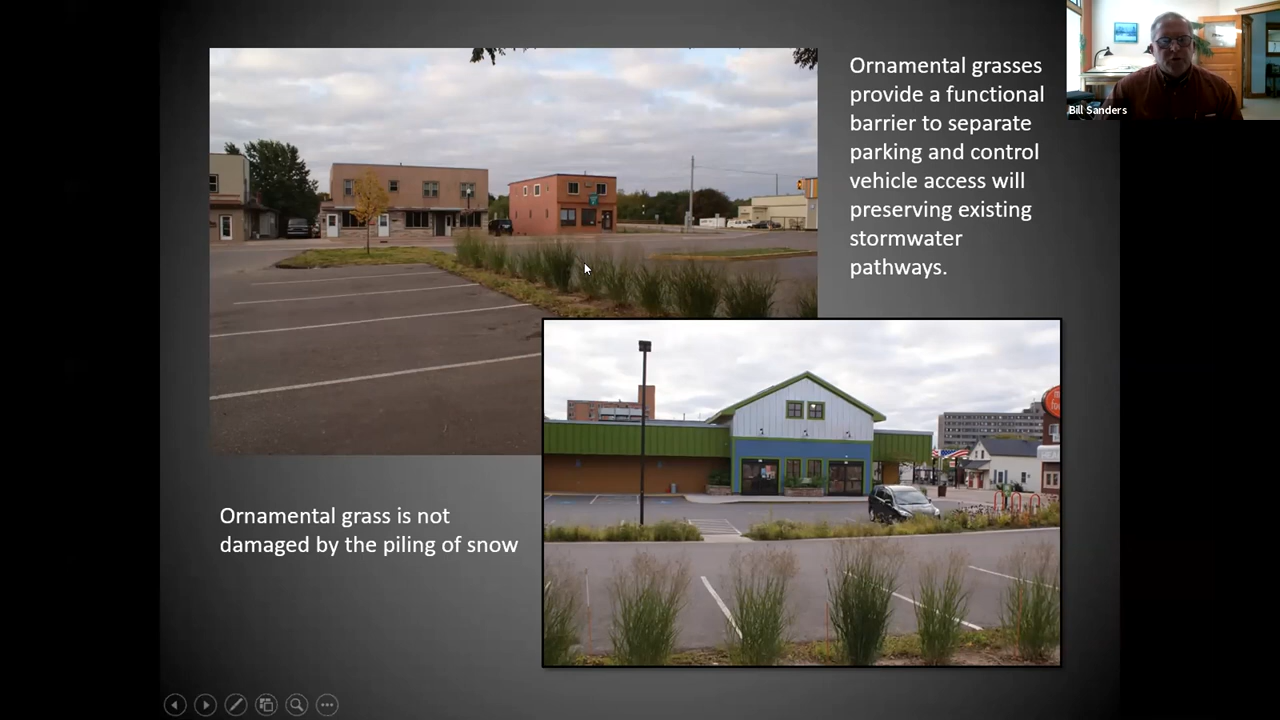 Ornamental grasses
provide a functional
barrier to separate
parking and control
vehicle access will
preserving existing
stormwater
pathways.
Bill Sanders
Ornamental grass is not
damaged by the piling of snow